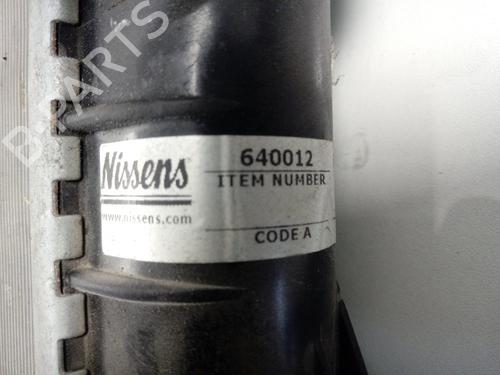 Nissens
www.nissens.com
640012
ITEM NUMBER
CODE A
B-PARTS